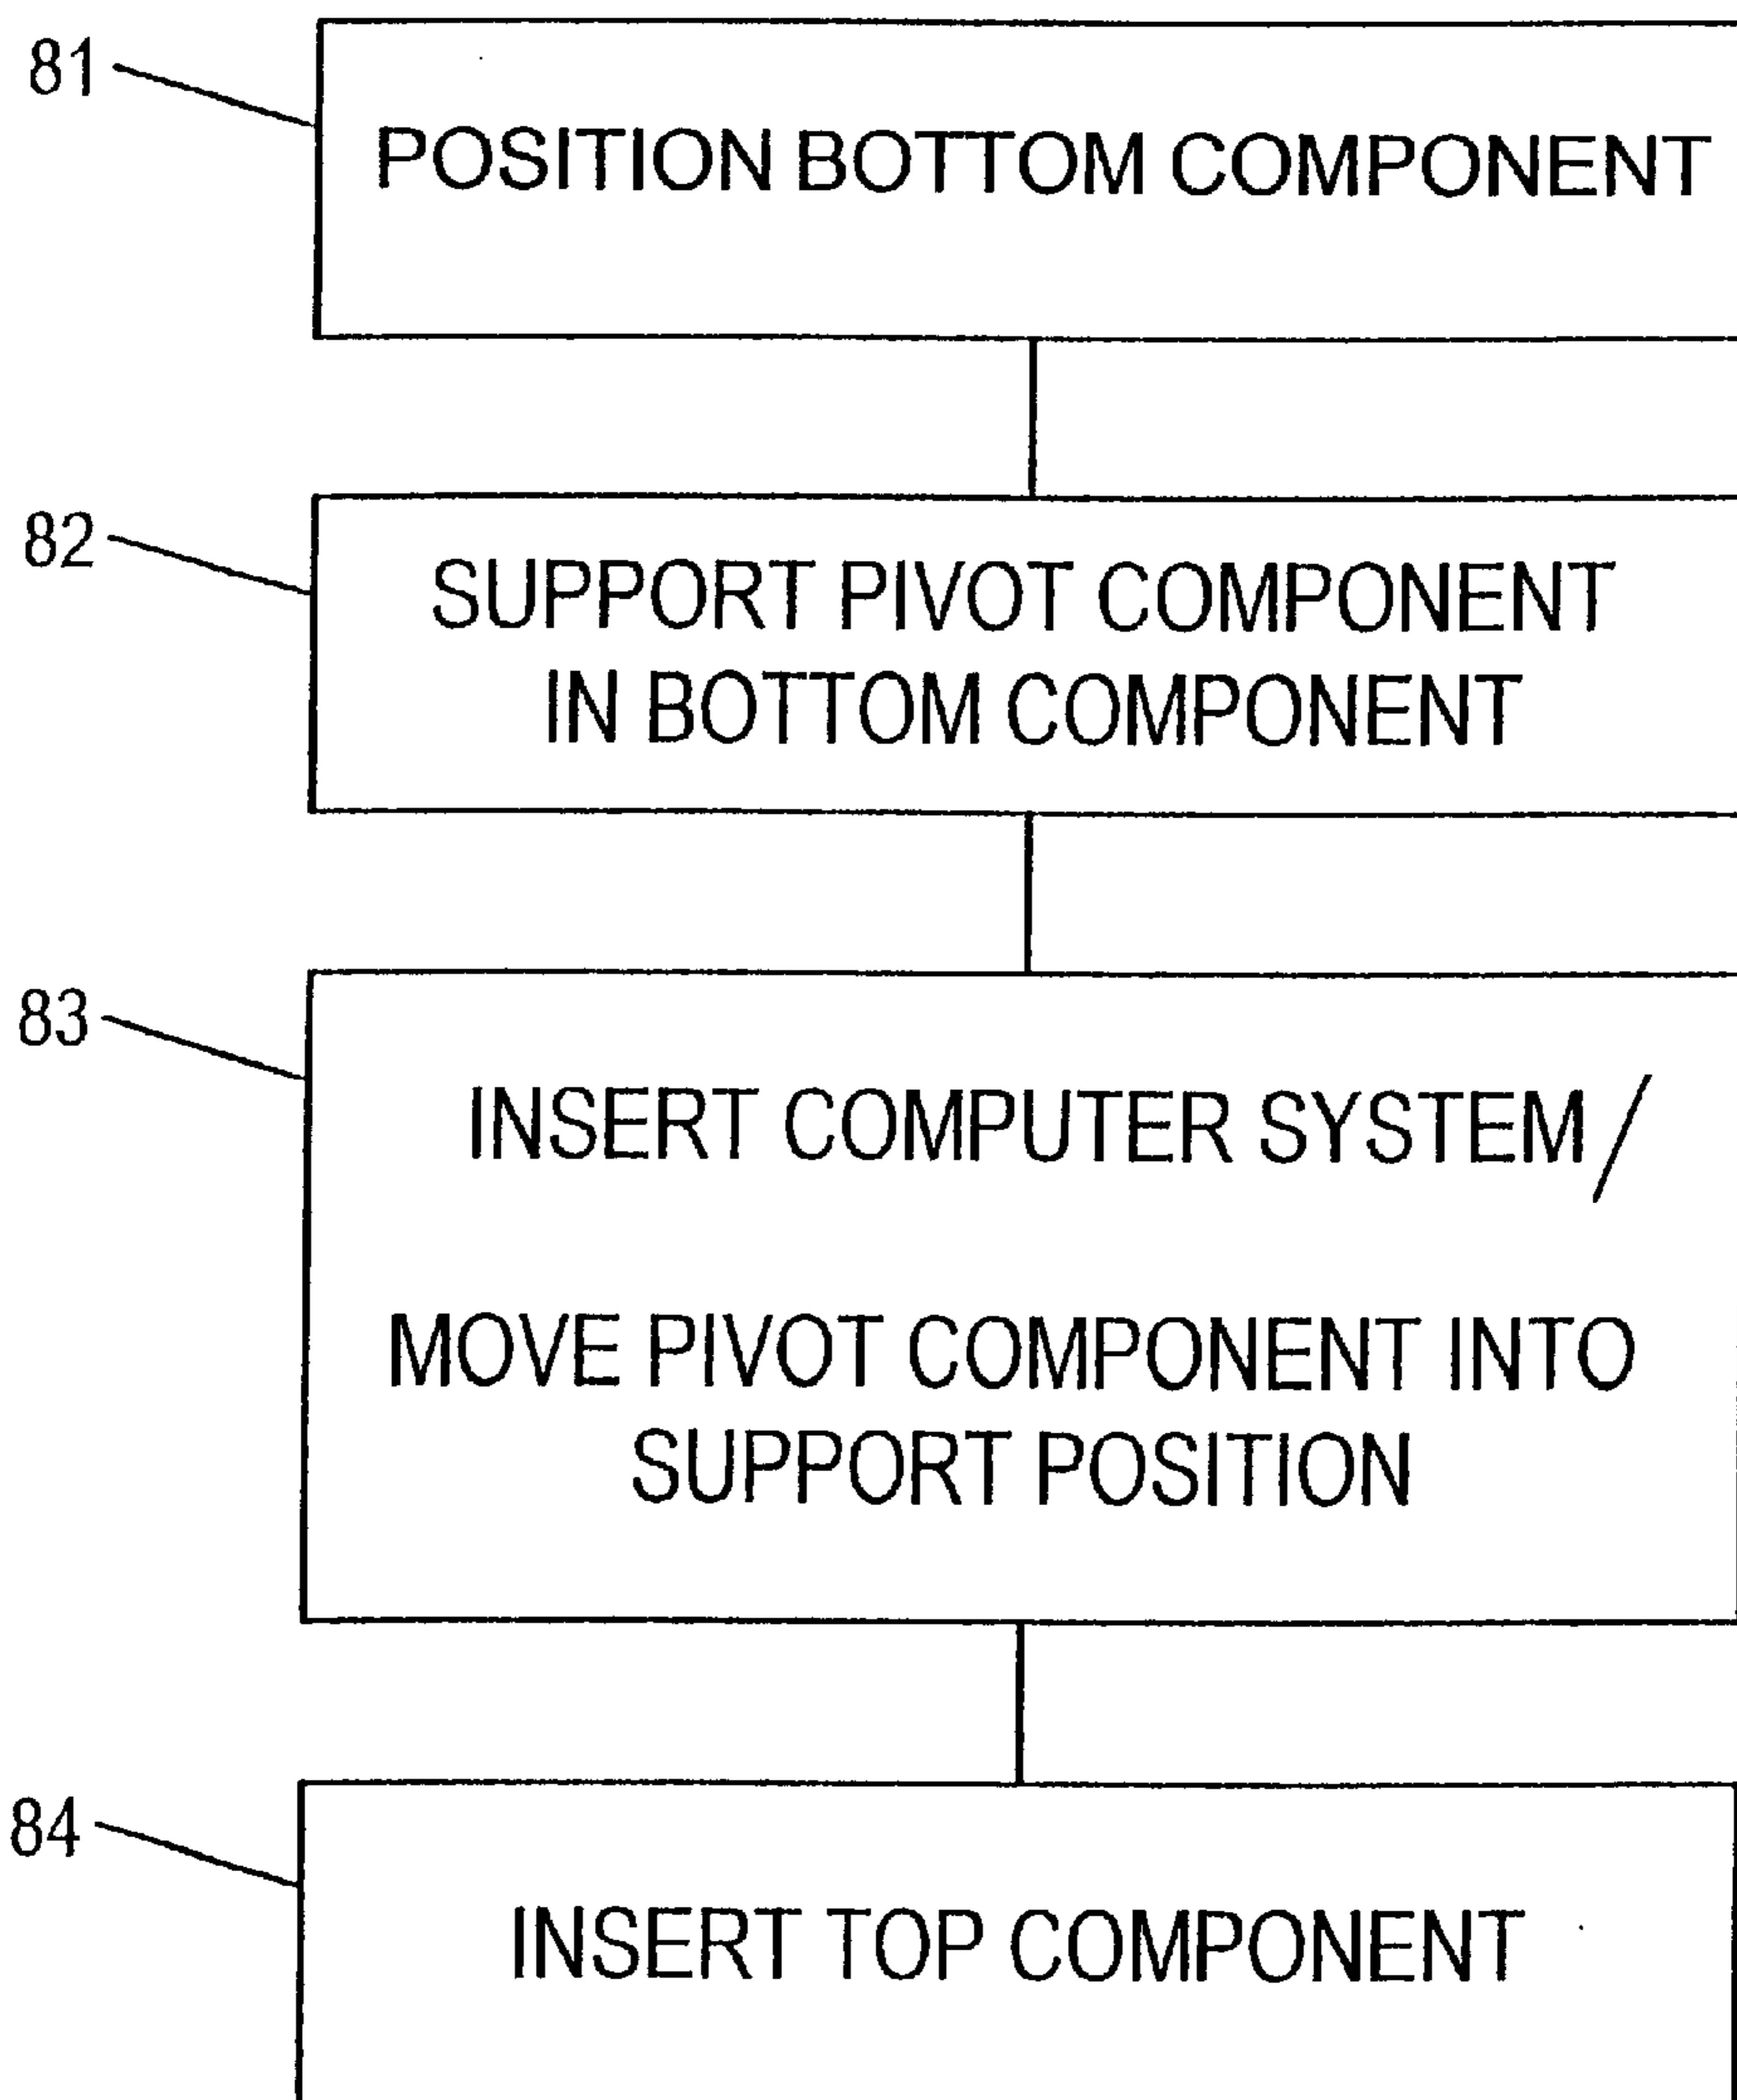 81
POSITION BOTTOM COMPONENT
82
SUPPORT PIVOT COMPONENT
IN BOTTOM COMPONENT
83
INSERT COMPUTER SYSTEM/
MOVE PIVOT COMPONENT INTO
SUPPORT POSITION
84
INSERT TOP COMPONENT